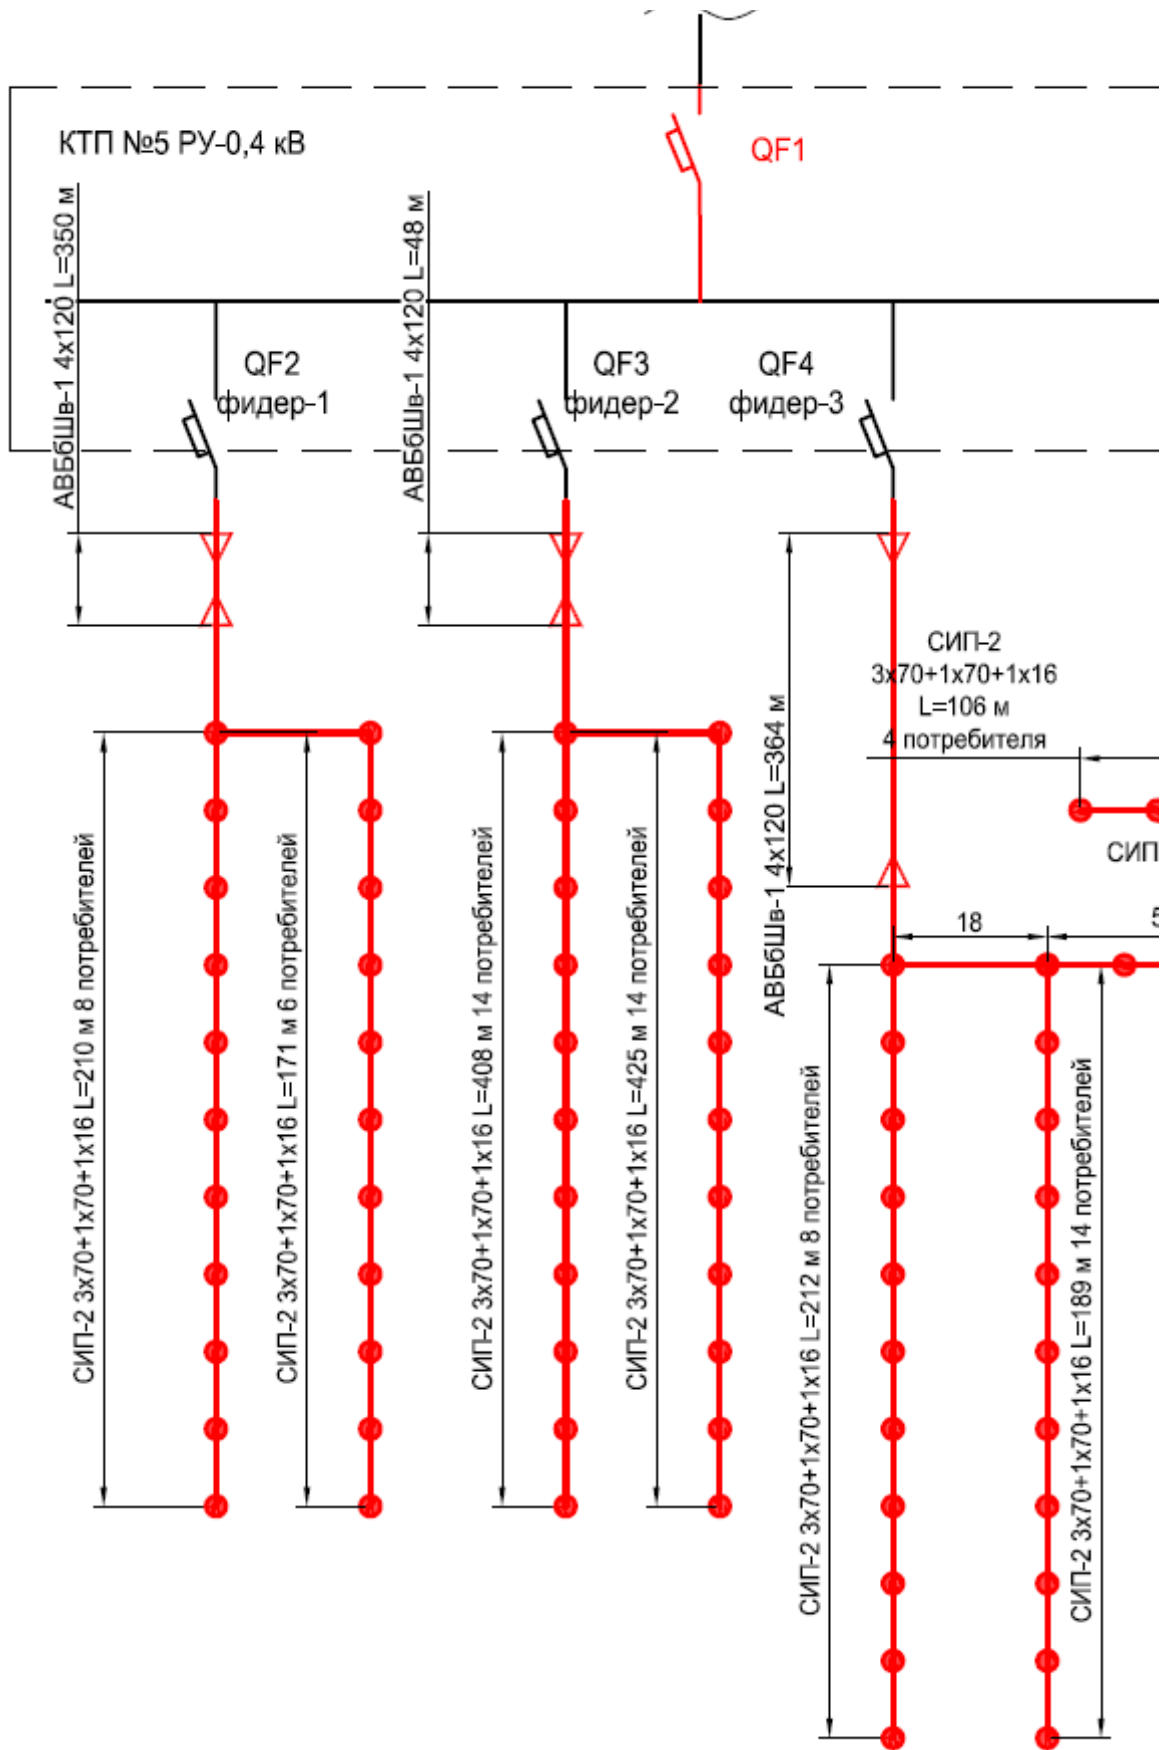 КТП №5 РУ-0,4 кВ
QF1
АВБбШв-1 4х120 L=350 м
АВБбШв-1 4х120 L=48 м
QF2
фидер-1
QF3
фидер-2
QF4
фидер-3
СИП-2
3х70+1х70+1х16
L=106 м
4 потребителя
АВБбШв-1 4х120 L=364 м
СИП
18
5
СИП-2 3х70+1х70+1х16 L=210 м 8 потребителей
СИП-2 3х70+1х70+1х16 L=171 м 6 потребителей
СИП-2 3х70+1х70+1х16 L=408 м 14 потребителей
СИП-2 3х70+1х70+1х16 L=425 м 14 потребителей
СИП-2 3х70+1х70+1х16 L=212 м 8 потребителей
СИП-2 3х70+1х70+1х16 L=189 м 14 потребителей